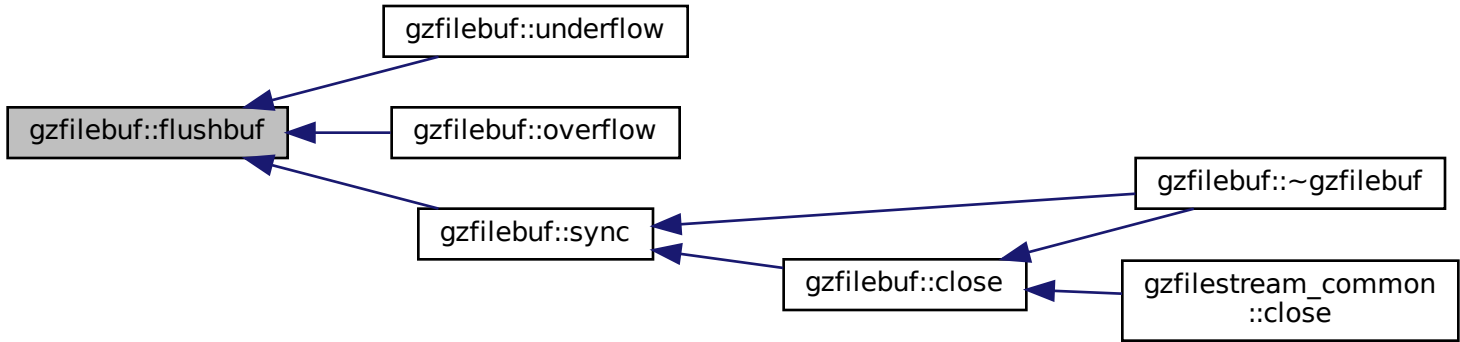 gzfilebuf::underflow
gzfilebuf::flushbuf
gzfilebuf::overflow
gzfilebuf::~gzfilebuf
gzfilebuf::sync
gzfilebuf::close
gzfilestream_common
::close